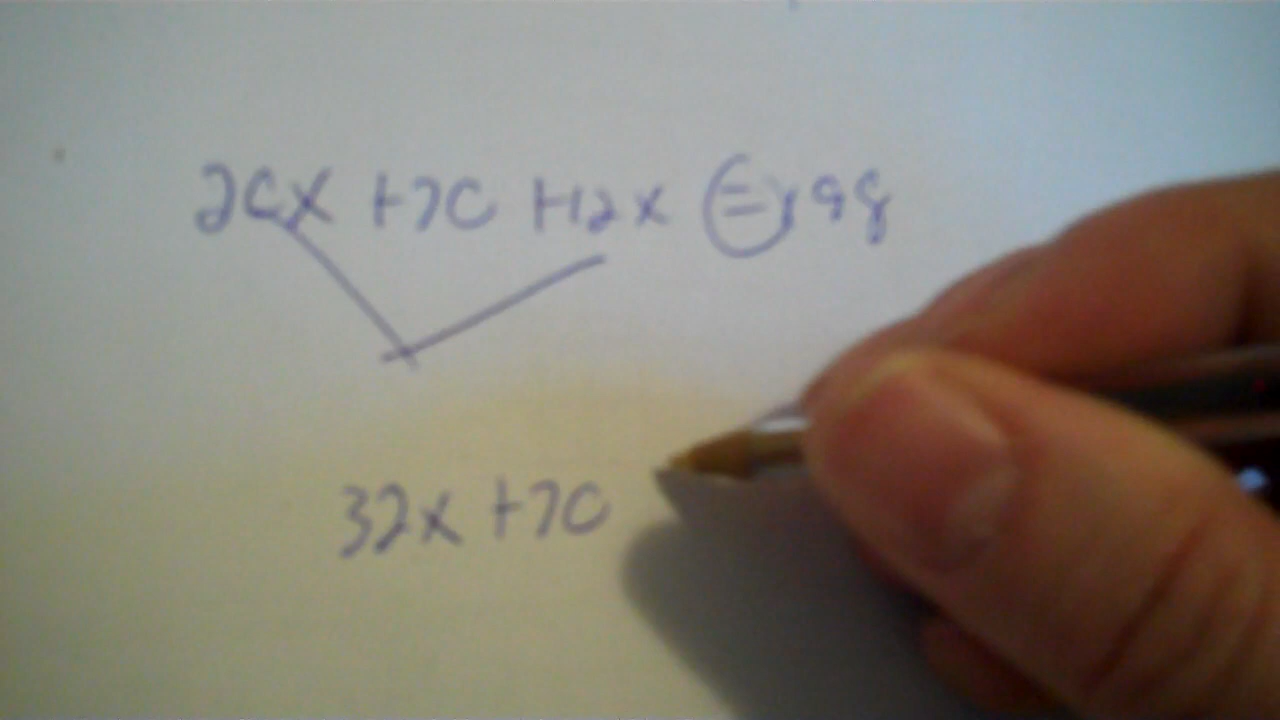 20x +70 +12x = 198
32x +70